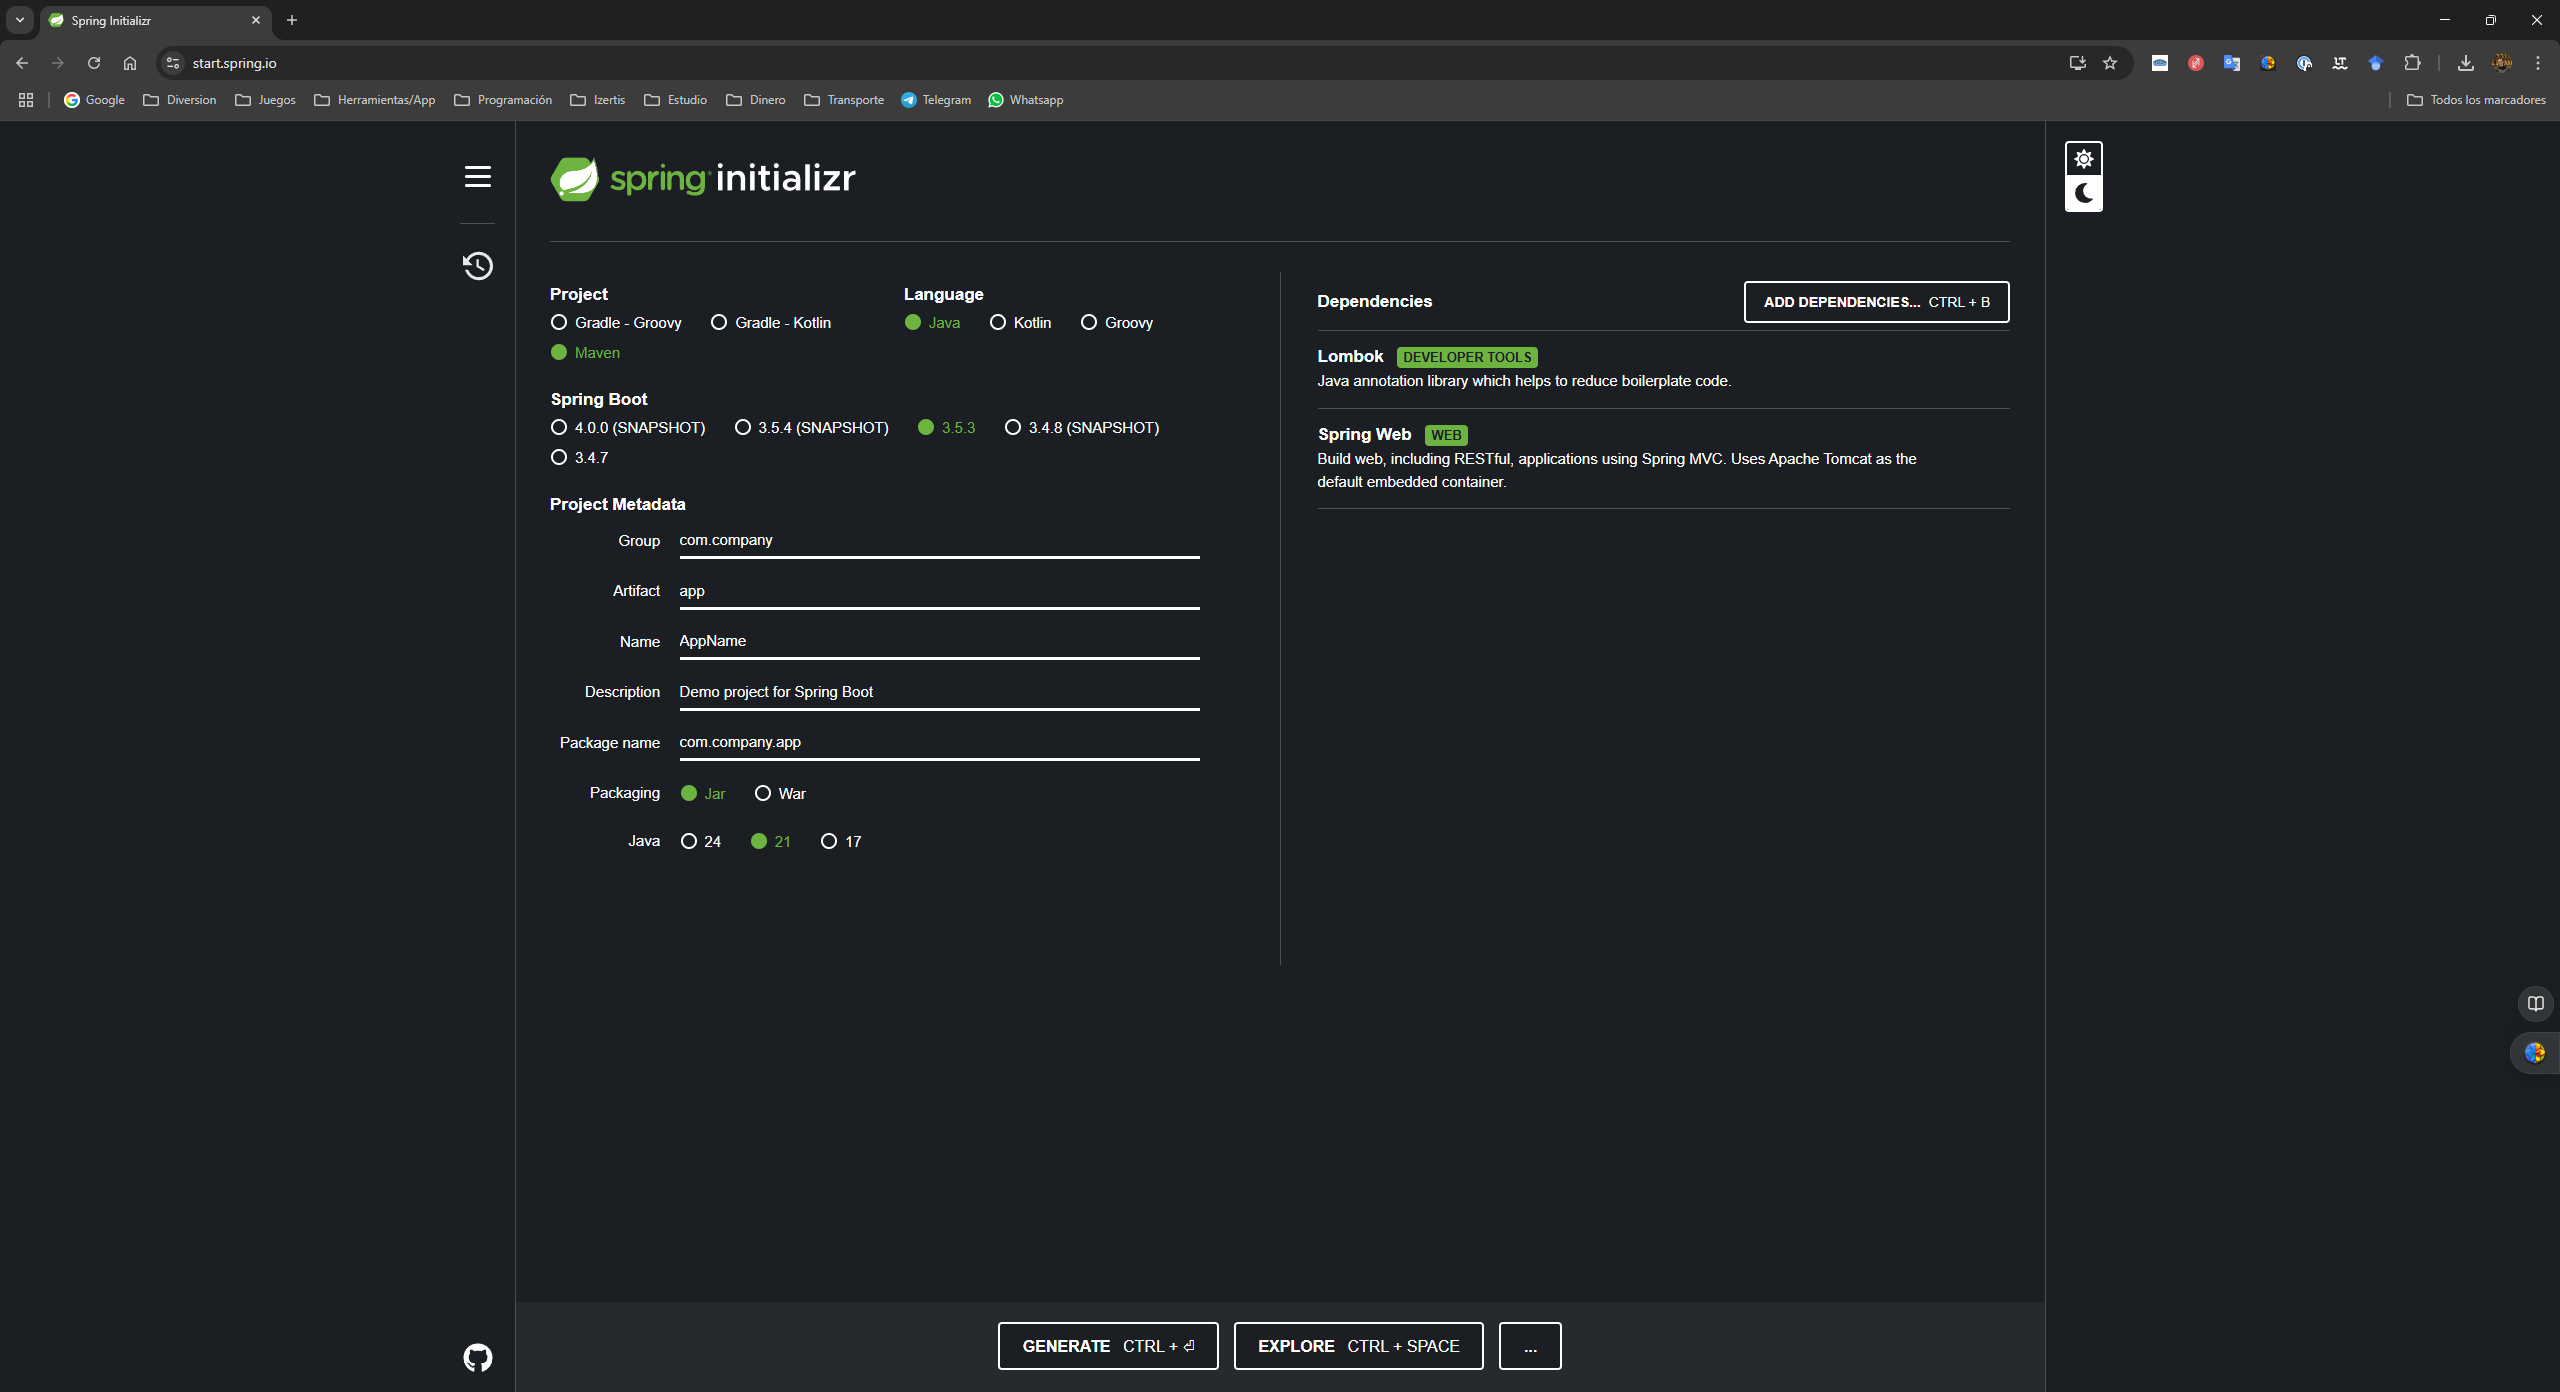 Spring Initializr
start.spring.io
Google Diversion Juegos Herramientas/App Programación Izertis Estudio Dinero Transporte Telegram Whatsapp Todos los marcadores
spring initializr
Project
Gradle - Groovy Gradle - Kotlin
Maven
Language
Java Kotlin Groovy
Spring Boot
4.0.0 (SNAPSHOT) 3.5.4 (SNAPSHOT) 3.5.3 3.4.8 (SNAPSHOT)
3.4.7
Project Metadata
Group com.company
Artifact app
Name AppName
Description Demo project for Spring Boot
Package name com.company.app
Packaging Jar War
Java 24 21 17
Dependencies ADD DEPENDENCIES... CTRL + B
Lombok DEVELOPER TOOLS
Java annotation library which helps to reduce boilerplate code.
Spring Web WEB
Build web, including RESTful, applications using Spring MVC. Uses Apache Tomcat as the
default embedded container.
GENERATE CTRL + ⏎ EXPLORE CTRL + SPACE ...